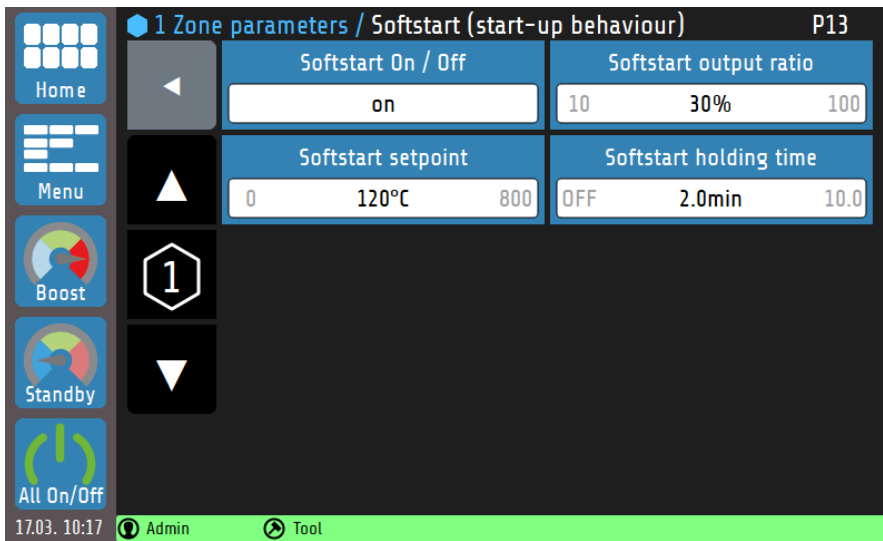 1 Zone parameters / Softstart (start-up behaviour) P13
Home
Softstart On / Off
on
Softstart output ratio
10 30% 100
Menu
Softstart setpoint
0 120°C 800
Softstart holding time
OFF 2.0min 10.0
1
Boost
Standby
All On/Off
17.03. 10:17 Admin Tool